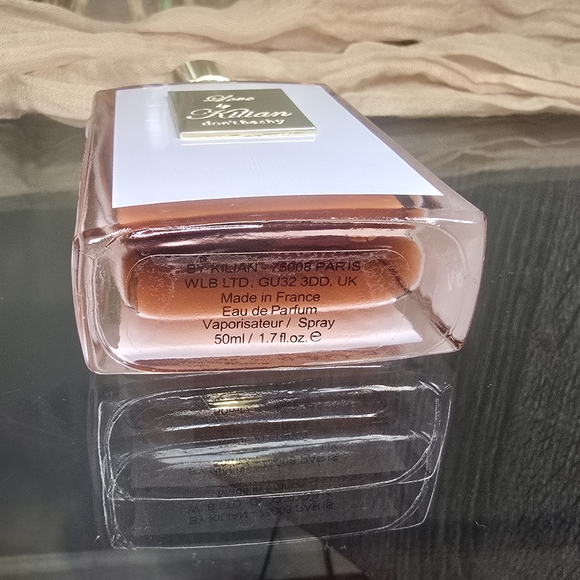 Love
by
Kilian
don't be shy
BY KILIAN - 75008 PARIS
WLB LTD, GU32 3DD, UK
Made in France
Eau de Parfum
Vaporisateur / Spray
50ml / 1.7 fl.oz. ℮